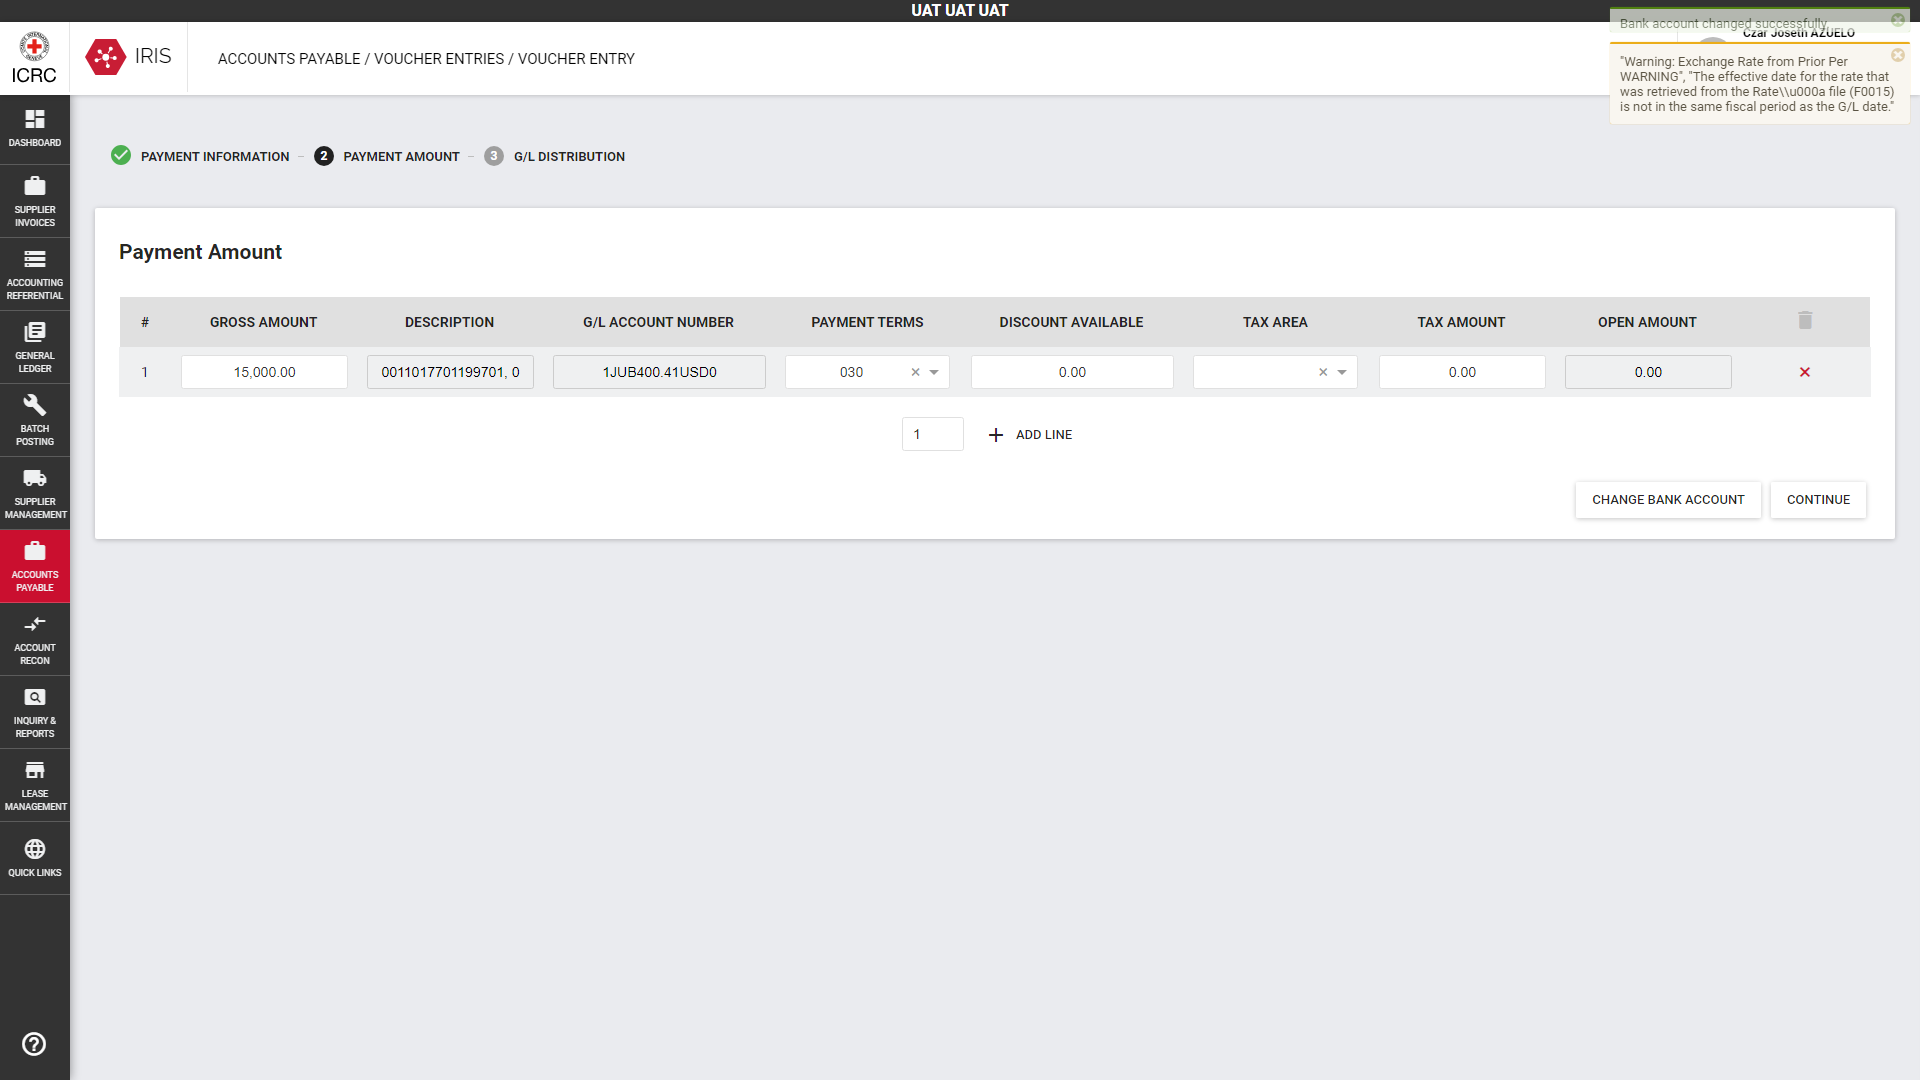 UAT UAT UAT
ICRC
IRIS
ACCOUNTS PAYABLE / VOUCHER ENTRIES / VOUCHER ENTRY
Bank account changed successfully.
Czar Joseth AZUELO
"Warning: Exchange Rate from Prior Per
WARNING", "The effective date for the rate that
was retrieved from the Rate\\u000a file (F0015)
is not in the same fiscal period as the G/L date."
DASHBOARD
SUPPLIER
INVOICES
ACCOUNTING
REFERENTIAL
GENERAL
LEDGER
BATCH
POSTING
SUPPLIER
MANAGEMENT
ACCOUNTS
PAYABLE
ACCOUNT
RECON
INQUIRY &
REPORTS
LEASE
MANAGEMENT
QUICK LINKS
PAYMENT INFORMATION
2 PAYMENT AMOUNT
3 G/L DISTRIBUTION
Payment Amount
# GROSS AMOUNT DESCRIPTION G/L ACCOUNT NUMBER PAYMENT TERMS DISCOUNT AVAILABLE TAX AREA TAX AMOUNT OPEN AMOUNT
1 15,000.00 0011017701199701, 0 1JUB400.41USD0 030 0.00 0.00 0.00
1 ADD LINE
CHANGE BANK ACCOUNT CONTINUE